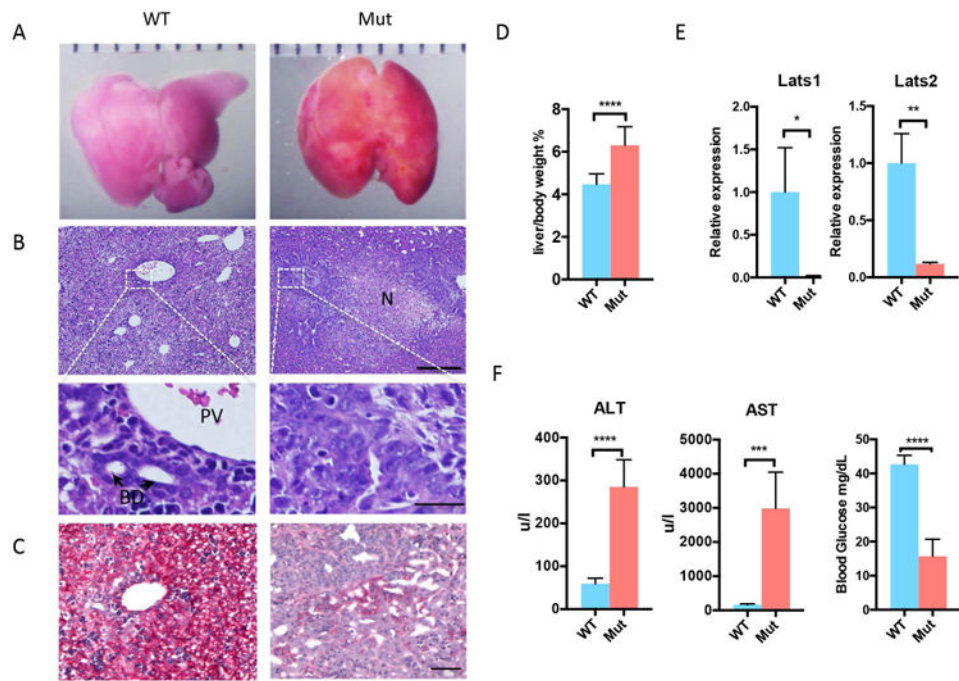 WT
Mut
A
B
N
PV
BD
C
D
liver/body weight %
8
6
4
2
0
****
WT
Mut
E
Lats1
Relative expression
2.0
1.5
1.0
0.5
0.0
*
WT
Mut
Lats2
Relative expression
1.5
1.0
0.5
0.0
**
WT
Mut
F
ALT
u/l
400
300
200
100
0
****
WT
Mut
AST
u/l
5000
4000
3000
2000
1000
0
***
WT
Mut
Blood Glucose mg/dL
50
40
30
20
10
0
****
WT
Mut